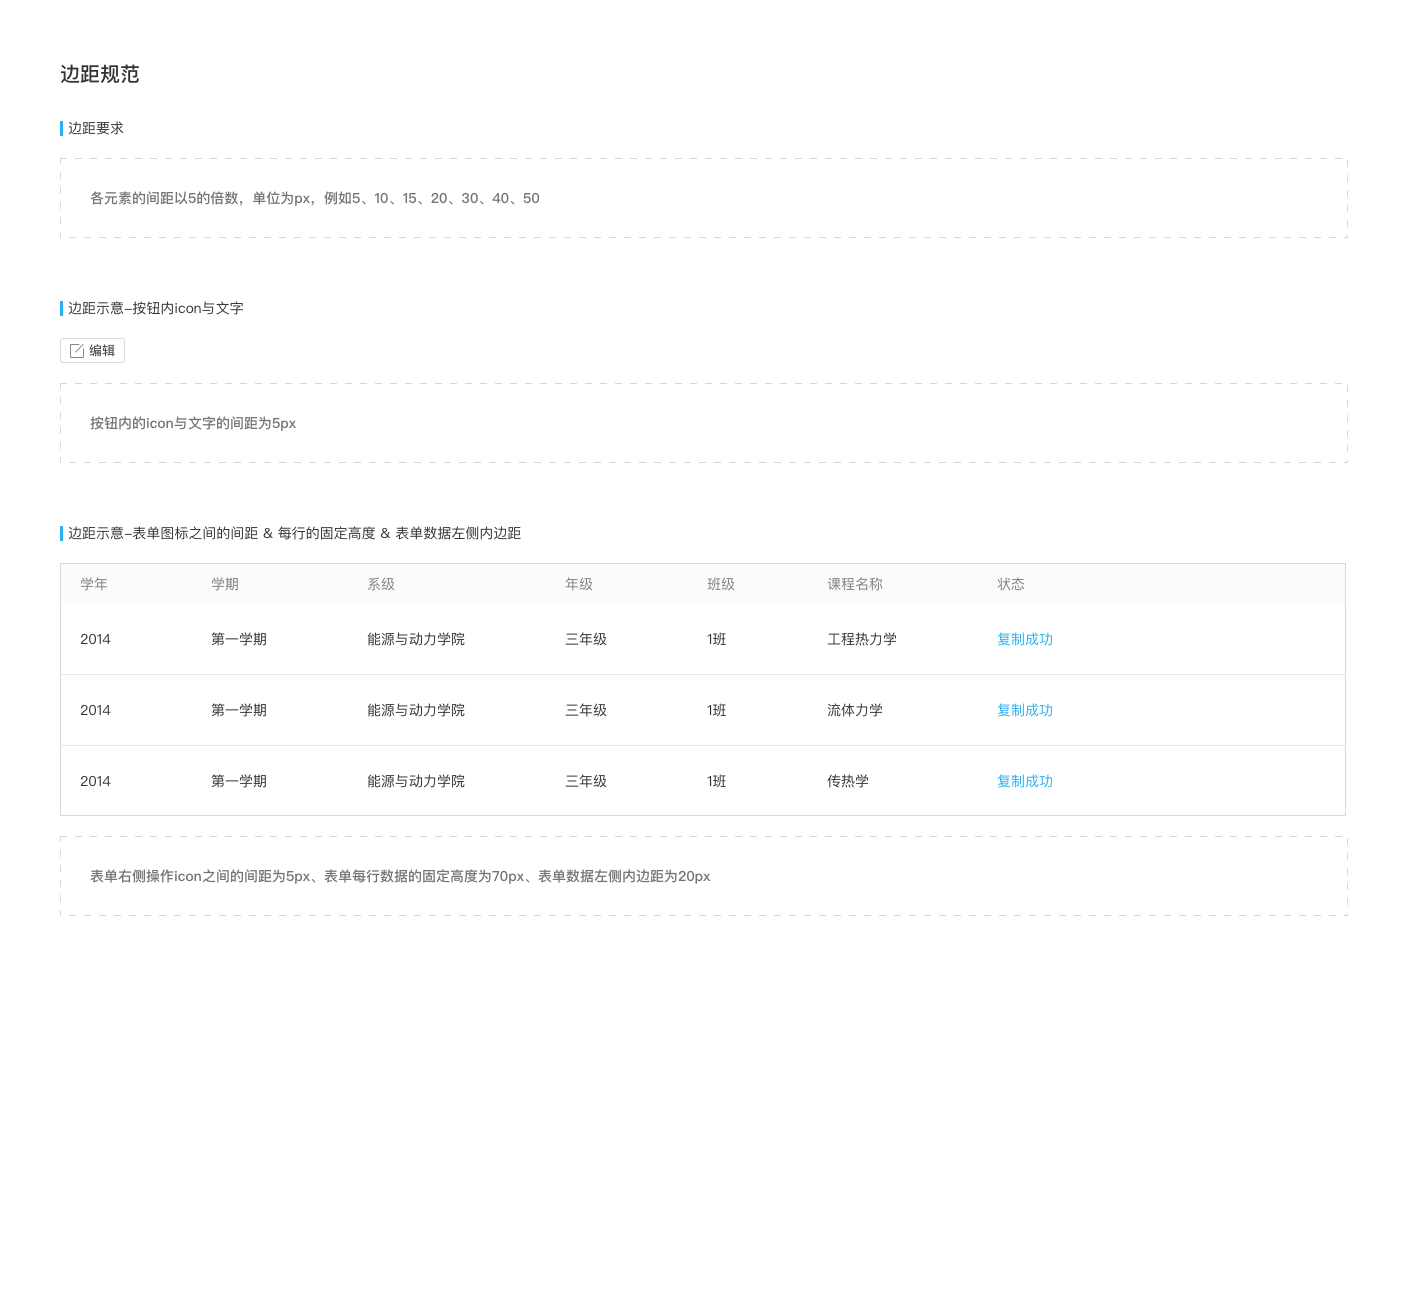 边距规范
边距要求
各元素的间距以5的倍数，单位为px，例如5、10、15、20、30、40、50
边距示意-按钮内icon与文字
编辑
按钮内的icon与文字的间距为5px
边距示意-表单图标之间的间距 & 每行的固定高度 & 表单数据左侧内边距
学年 学期 系级 年级 班级 课程名称 状态
2014 第一学期 能源与动力学院 三年级 1班 工程热力学 复制成功
2014 第一学期 能源与动力学院 三年级 1班 流体力学 复制成功
2014 第一学期 能源与动力学院 三年级 1班 传热学 复制成功
表单右侧操作icon之间的间距为5px、表单每行数据的固定高度为70px、表单数据左侧内边距为20px